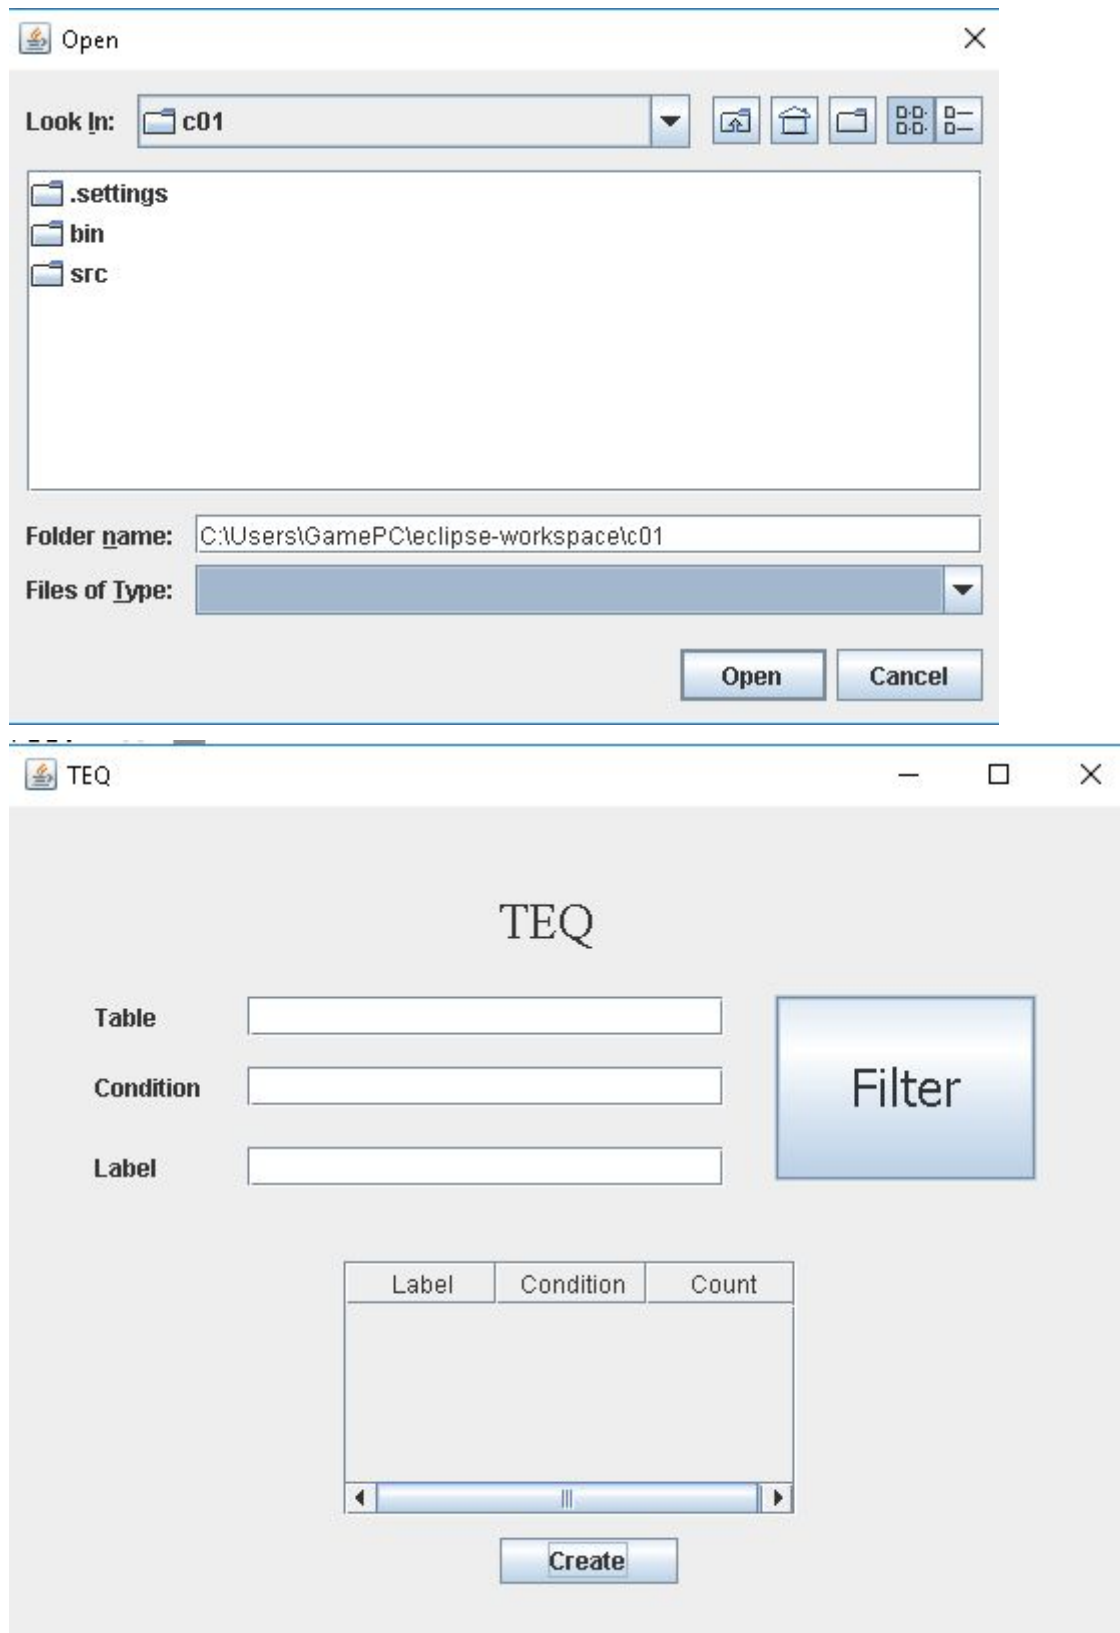 Open
Look In: c01
.settings
bin
src
Folder name: C:\Users\GamePC\eclipse-workspace\c01
Files of Type:
Open Cancel
TEQ
TEQ
Table
Condition
Label
Filter
Label Condition Count
Create